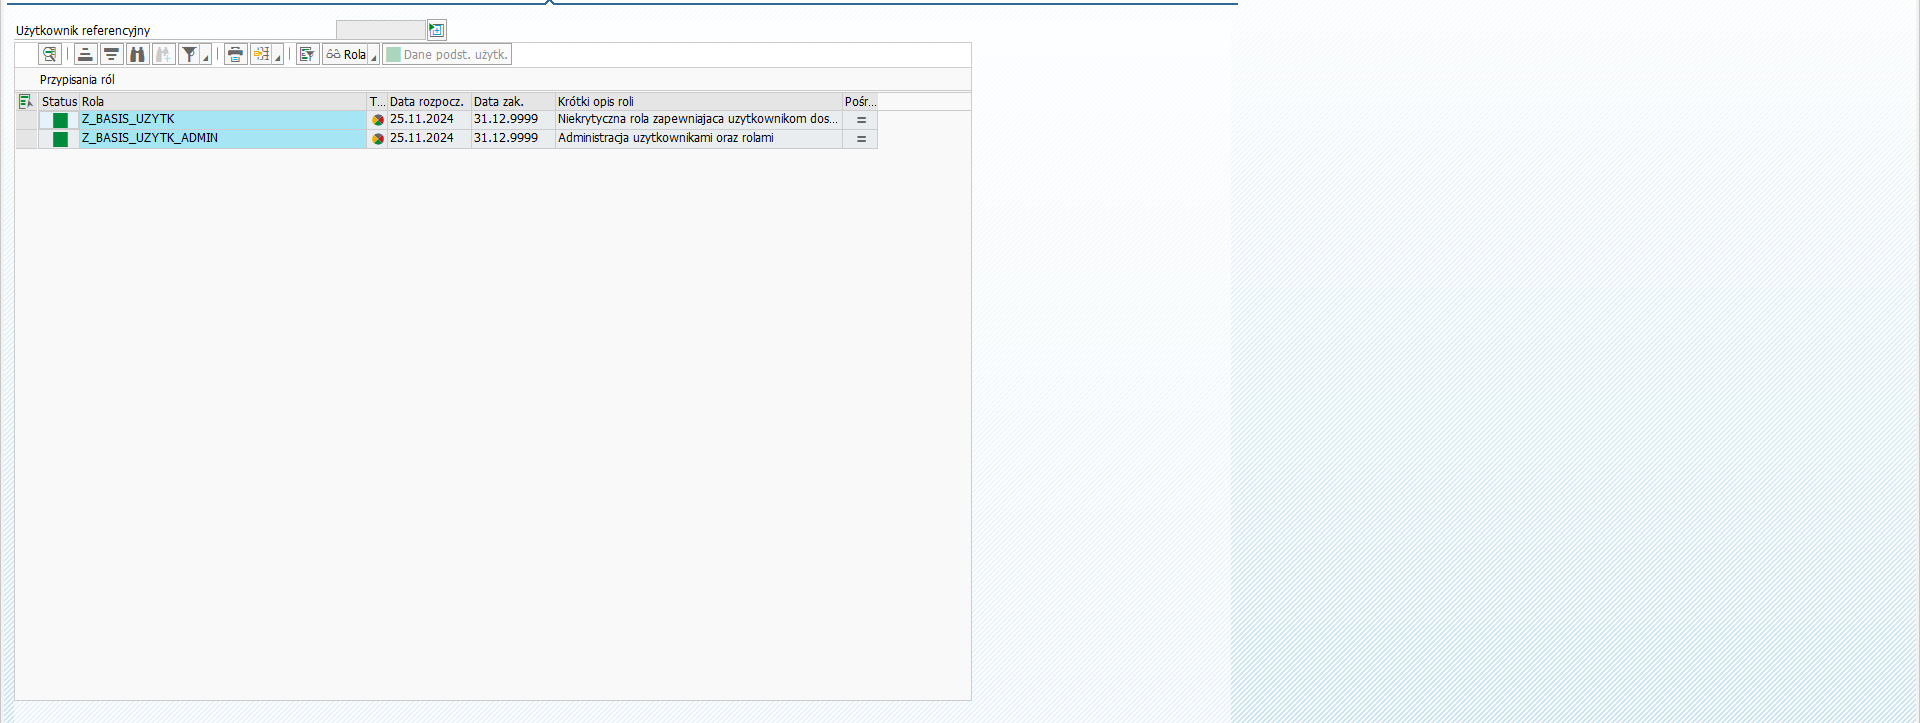 Użytkownik referencyjny
Rola Dane podst. użytk.
Przypisania ról
Status Rola T... Data rozpocz. Data zak. Krótki opis roli Pośr...
Z_BASIS_UZYTK 25.11.2024 31.12.9999 Niekrytyczna rola zapewniajaca uzytkownikom dos... =
Z_BASIS_UZYTK_ADMIN 25.11.2024 31.12.9999 Administracja uzytkownikami oraz rolami =